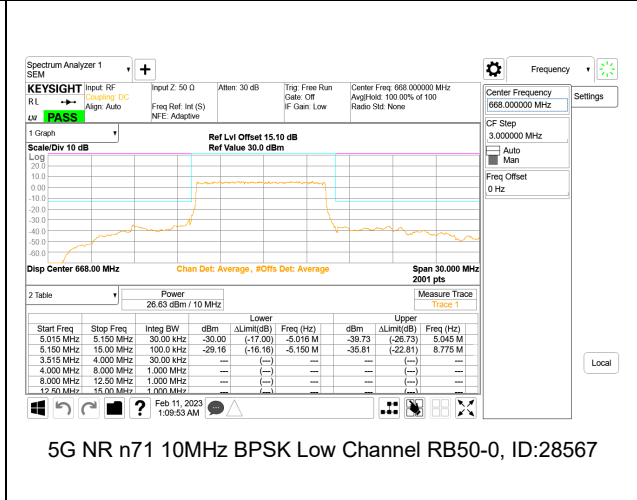 Spectrum Analyzer 1
SEM
+
Frequency
KEYSIGHT
RL
PASS
Input: RF
Coupling: DC
Align: Auto
Input Z: 50 Ω
Freq Ref: Int (S)
NFE: Adaptive
Atten: 30 dB
Trig: Free Run
Gate: Off
IF Gain: Low
Center Freq: 668.000000 MHz
Avg|Hold: 100.00% of 100
Radio Std: None
Center Frequency
668.000000 MHz
Settings
CF Step
3.000000 MHz
Auto
Man
Freq Offset
0 Hz
Local
1 Graph
Scale/Div 10 dB
Ref Lvl Offset 15.10 dB
Ref Value 30.0 dBm
Log
20.0
10.0
0.00
-10.0
-20.0
-30.0
-40.0
-50.0
-60.0
Disp Center 668.00 MHz
Chan Det: Average , #Offs Det: Average
Span 30.000 MHz
2001 pts
2 Table
Power
26.63 dBm / 10 MHz
Measure Trace
Trace 1
Lower Upper
Start Freq Stop Freq Integ BW dBm ΔLimit(dB) Freq (Hz) dBm ΔLimit(dB) Freq (Hz)
5.015 MHz 5.150 MHz 30.00 kHz -30.00 (-17.00) -5.016 M -39.73 (-26.73) 5.045 M
5.150 MHz 15.00 MHz 100.0 kHz -29.16 (-16.16) -5.150 M -35.81 (-22.81) 8.775 M
3.515 MHz 4.000 MHz 30.00 kHz --- (---) --- --- (---) ---
4.000 MHz 8.000 MHz 1.000 MHz --- (---) --- --- (---) ---
8.000 MHz 12.50 MHz 1.000 MHz --- (---) --- --- (---) ---
12.50 MHz 15.00 MHz 1.000 MHz --- (---) --- --- (---) ---
?
Feb 11, 2023
1:09:53 AM
5G NR n71 10MHz BPSK Low Channel RB50-0, ID:28567